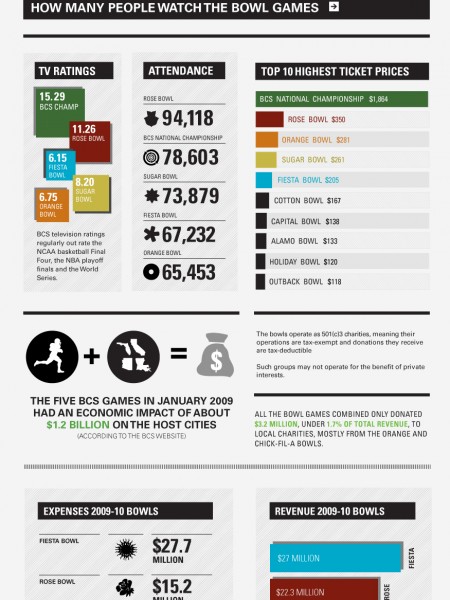 HOW MANY PEOPLE WATCH THE BOWL GAMES
TV RATINGS
15.29
BCS CHAMP
11.26
ROSE BOWL
6.15
FIESTA
BOWL
8.20
SUGAR
BOWL
6.75
ORANGE
BOWL
BCS television ratings
regularly out rate the
NCAA basketball Final
Four, the NBA playoff
finals and the World
Series.
ATTENDANCE
ROSE BOWL
94,118
BCS NATIONAL CHAMPIONSHIP
78,603
SUGAR BOWL
73,879
FIESTA BOWL
67,232
ORANGE BOWL
65,453
TOP 10 HIGHEST TICKET PRICES
BCS NATIONAL CHAMPIONSHIP $1,864
ROSE BOWL $350
ORANGE BOWL $281
SUGAR BOWL $261
FIESTA BOWL $205
COTTON BOWL $167
CAPITAL BOWL $138
ALAMO BOWL $133
HOLIDAY BOWL $120
OUTBACK BOWL $118
+ = $
THE FIVE BCS GAMES IN JANUARY 2009
HAD AN ECONOMIC IMPACT OF ABOUT
$1.2 BILLION ON THE HOST CITIES
(ACCORDING TO THE BCS WEBSITE)
The bowls operate as 501(c)3 charities, meaning their
operations are tax-exempt and donations they receive
are tax-deductible
Such groups may not operate for the benefit of private
interests.
ALL THE BOWL GAMES COMBINED ONLY DONATED
$3.2 MILLION, UNDER 1.7% OF TOTAL REVENUE, TO
LOCAL CHARITIES, MOSTLY FROM THE ORANGE AND
CHICK-FIL-A BOWLS.
EXPENSES 2009-10 BOWLS
FIESTA BOWL
$27.7
MILLION
ROSE BOWL
$15.2
MILLION
REVENUE 2009-10 BOWLS
$27 MILLION
FIESTA
$22.3 MILLION
ROSE